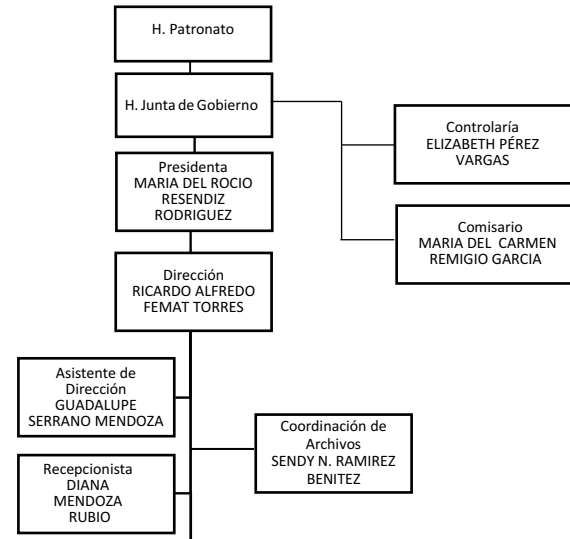 H. Patronato
H. Junta de Gobierno
Controlaría
ELIZABETH PÉREZ
VARGAS
Presidenta
MARIA DEL ROCIO
RESENDIZ
RODRIGUEZ
Comisario
MARIA DEL CARMEN
REMIGIO GARCIA
Dirección
RICARDO ALFREDO
FEMAT TORRES
Asistente de
Dirección
GUADALUPE
SERRANO MENDOZA
Coordinación de
Archivos
SENDY N. RAMIREZ
BENITEZ
Recepcionista
DIANA
MENDOZA
RUBIO